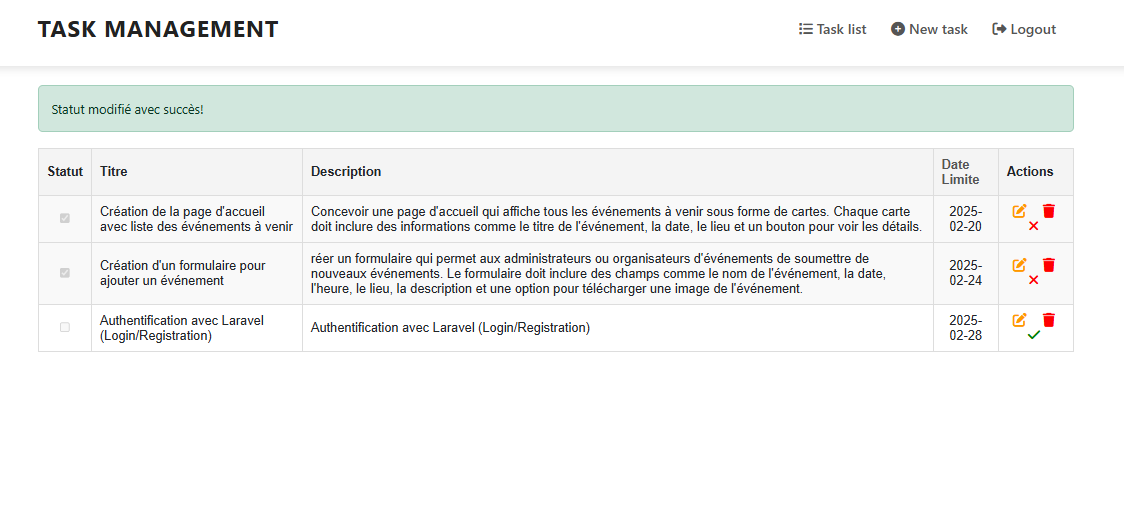 TASK MANAGEMENT
Task list
New task
Logout
Statut modifié avec succès!
Statut
Titre
Description
Date
Limite
Actions
Création de la page d'accueil
avec liste des événements à venir
Concevoir une page d'accueil qui affiche tous les événements à venir sous forme de cartes. Chaque carte
doit inclure des informations comme le titre de l'événement, la date, le lieu et un bouton pour voir les détails.
2025-
02-20
Création d'un formulaire pour
ajouter un événement
réer un formulaire qui permet aux administrateurs ou organisateurs d'événements de soumettre de
nouveaux événements. Le formulaire doit inclure des champs comme le nom de l'événement, la date,
l'heure, le lieu, la description et une option pour télécharger une image de l'événement.
2025-
02-24
Authentification avec Laravel
(Login/Registration)
Authentification avec Laravel (Login/Registration)
2025-
02-28